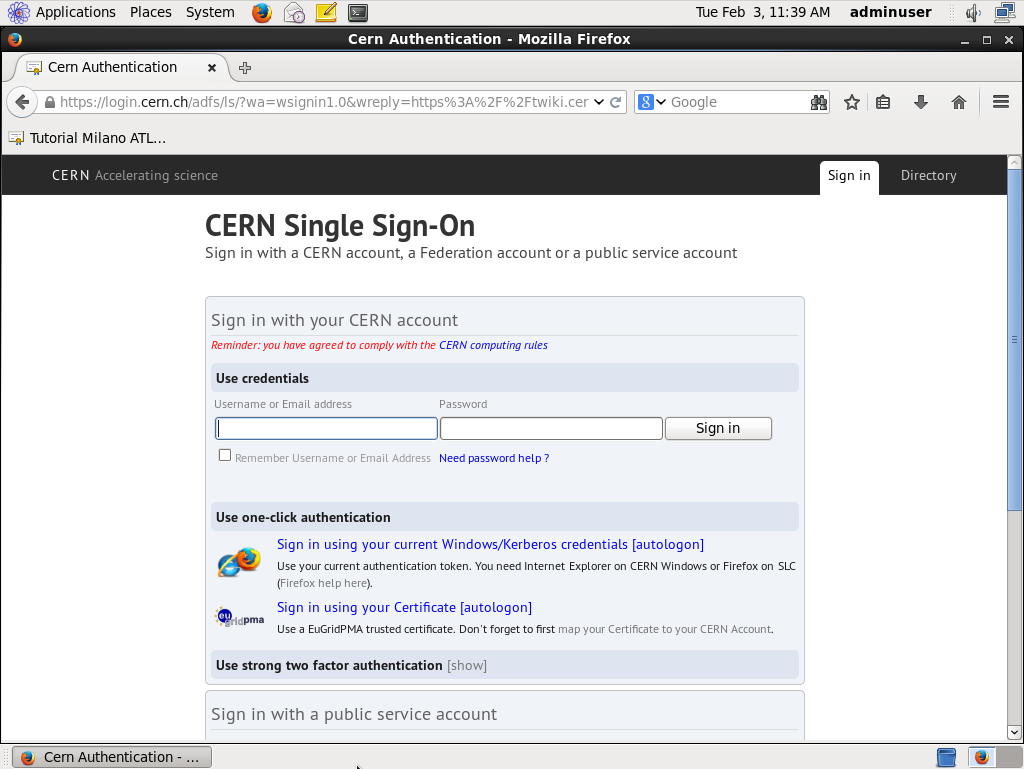 Applications Places System Tue Feb 3, 11:39 AM adminuser
Cern Authentication - Mozilla Firefox
Cern Authentication
https://login.cern.ch/adfs/ls/?wa=wsignin1.0&wreply=https%3A%2F%2Ftwiki.cer Google
Tutorial Milano ATL...
CERN Accelerating science Sign in Directory
CERN Single Sign-On
Sign in with a CERN account, a Federation account or a public service account
Sign in with your CERN account
Reminder: you have agreed to comply with the CERN computing rules
Use credentials
Username or Email address Password
Sign in
Remember Username or Email Address Need password help ?
Use one-click authentication
Sign in using your current Windows/Kerberos credentials [autologon]
Use your current authentication token. You need Internet Explorer on CERN Windows or Firefox on SLC
(Firefox help here).
Sign in using your Certificate [autologon]
eu gridpma
Use a EuGridPMA trusted certificate. Don't forget to first map your Certificate to your CERN Account.
Use strong two factor authentication [show]
Sign in with a public service account
Cern Authentication - ...